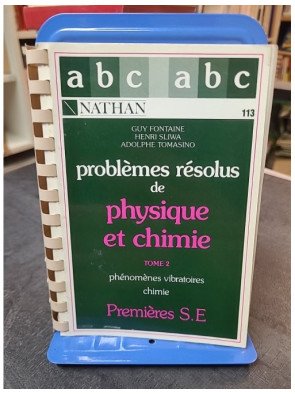 abc abc
NATHAN
113
GUY FONTAINE
HENRI SLIWA
ADOLPHE TOMASINO
problèmes résolus
de
physique
et chimie
TOME 2
phénomènes vibratoires
chimie
Premières S.E